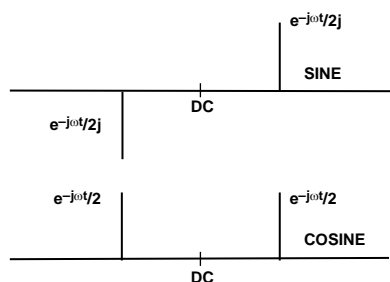 e–jωt/2j
SINE
DC
e–jωt/2j
e–jωt/2
e–jωt/2
COSINE
DC